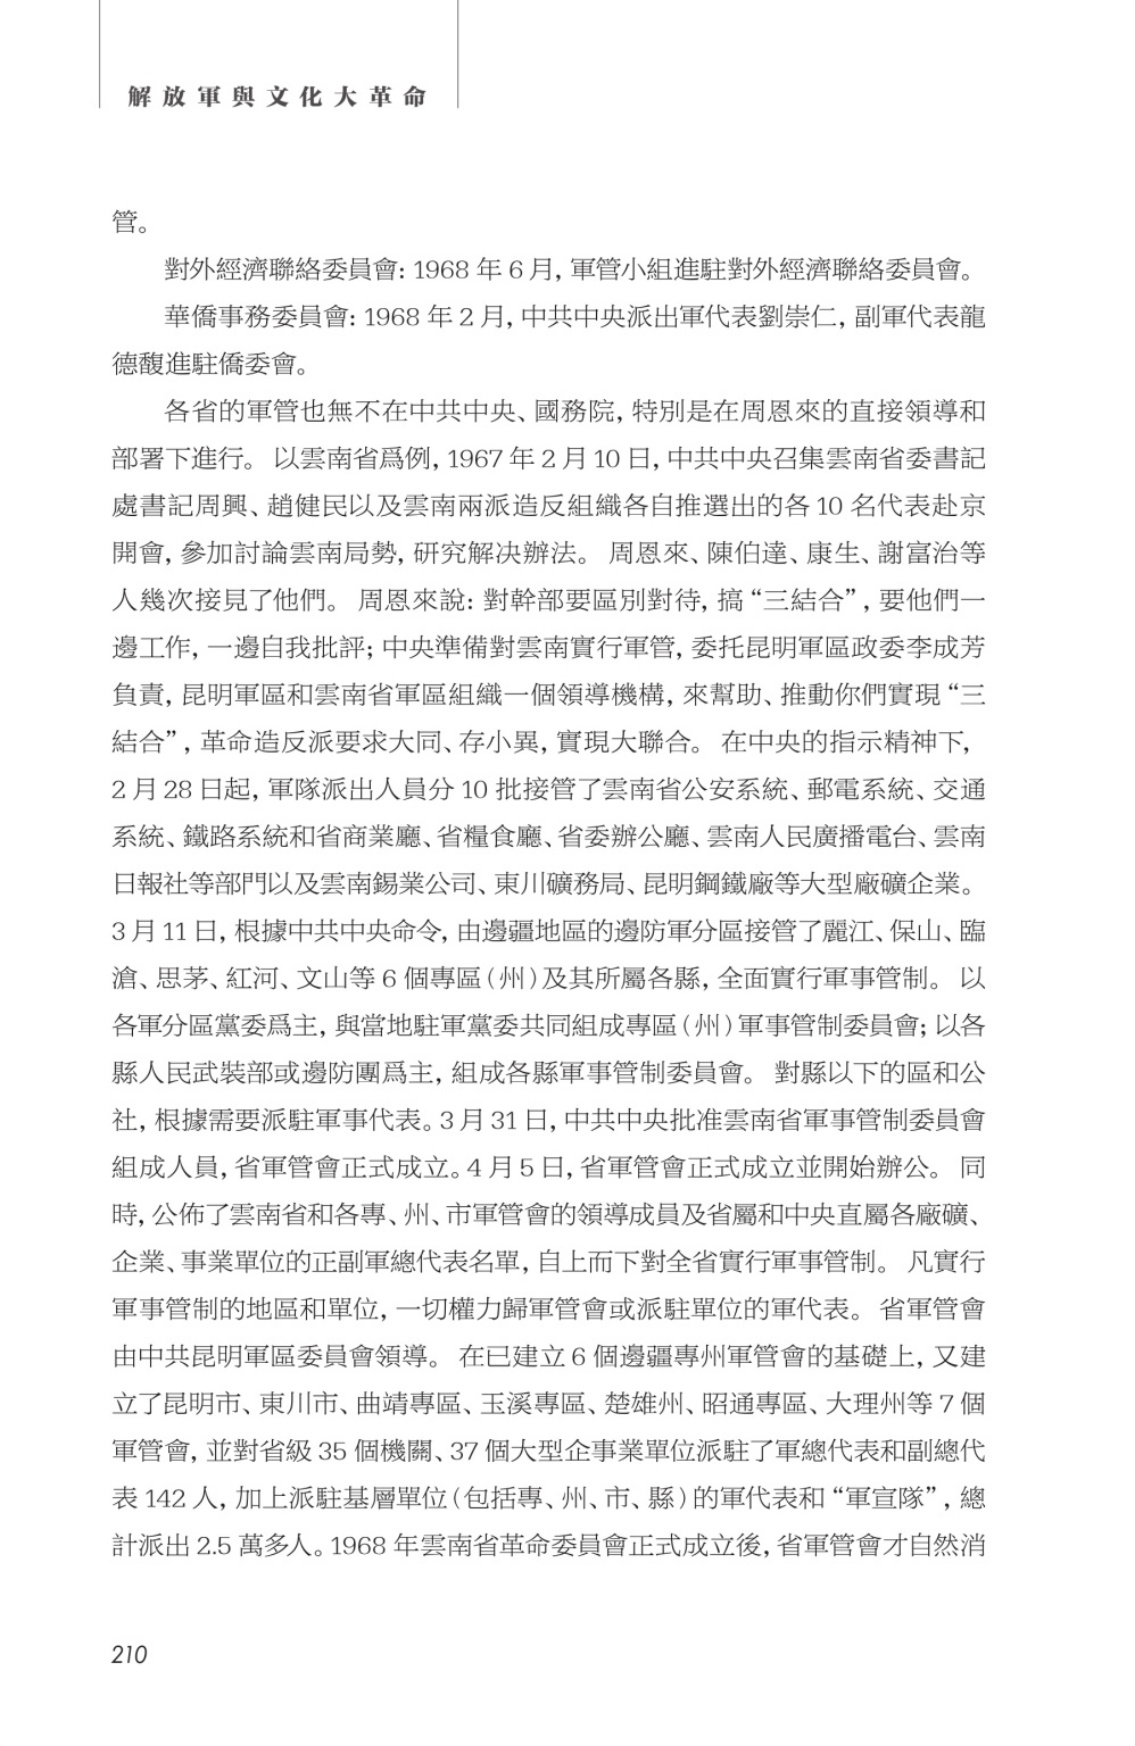 解放軍與文化大革命
管。
對外經濟聯絡委員會: 1968 年 6 月, 軍管小組進駐對外經濟聯絡委員會。
華僑事務委員會: 1968 年 2 月, 中共中央派出軍代表劉崇仁, 副軍代表龍
德馥進駐僑委會。
各省的軍管也無不在中共中央、國務院, 特別是在周恩來的直接領導和
部署下進行。 以雲南省爲例, 1967 年 2 月 10 日, 中共中央召集雲南省委書記
處書記周興、趙健民以及雲南兩派造反組織各自推選出的各 10 名代表赴京
開會, 參加討論雲南局勢, 研究解決辦法。 周恩來、陳伯達、康生、謝富治等
人幾次接見了他們。 周恩來說: 對幹部要區別對待, 搞 “三結合” , 要他們一
邊工作, 一邊自我批評; 中央準備對雲南實行軍管, 委托昆明軍區政委李成芳
負責, 昆明軍區和雲南省軍區組織一個領導機構, 來幫助、推動你們實現 “三
結合” , 革命造反派要求大同、存小異, 實現大聯合。 在中央的指示精神下,
2 月 28 日起, 軍隊派出人員分 10 批接管了雲南省公安系統、郵電系統、交通
系統、鐵路系統和省商業廳、省糧食廳、省委辦公廳、雲南人民廣播電台、雲南
日報社等部門以及雲南錫業公司、東川礦務局、昆明鋼鐵廠等大型廠礦企業。
3 月 11 日, 根據中共中央命令, 由邊疆地區的邊防軍分區接管了麗江、保山、臨
滄、思茅、紅河、文山等 6 個專區 (州) 及其所屬各縣, 全面實行軍事管制。 以
各軍分區黨委爲主, 與當地駐軍黨委共同組成專區 (州) 軍事管制委員會; 以各
縣人民武裝部或邊防團爲主, 組成各縣軍事管制委員會。 對縣以下的區和公
社, 根據需要派駐軍事代表。3 月 31 日, 中共中央批准雲南省軍事管制委員會
組成人員, 省軍管會正式成立。4 月 5 日, 省軍管會正式成立並開始辦公。 同
時, 公佈了雲南省和各專、州、市軍管會的領導成員及省屬和中央直屬各廠礦、
企業、事業單位的正副軍總代表名單, 自上而下對全省實行軍事管制。 凡實行
軍事管制的地區和單位, 一切權力歸軍管會或派駐單位的軍代表。 省軍管會
由中共昆明軍區委員會領導。 在已建立 6 個邊疆專州軍管會的基礎上, 又建
立了昆明市、東川市、曲靖專區、玉溪專區、楚雄州、昭通專區、大理州等 7 個
軍管會, 並對省級 35 個機關、37 個大型企事業單位派駐了軍總代表和副總代
表 142 人, 加上派駐基層單位 (包括專、州、市、縣) 的軍代表和 “軍宣隊” , 總
計派出 2.5 萬多人。1968 年雲南省革命委員會正式成立後, 省軍管會才自然消
210